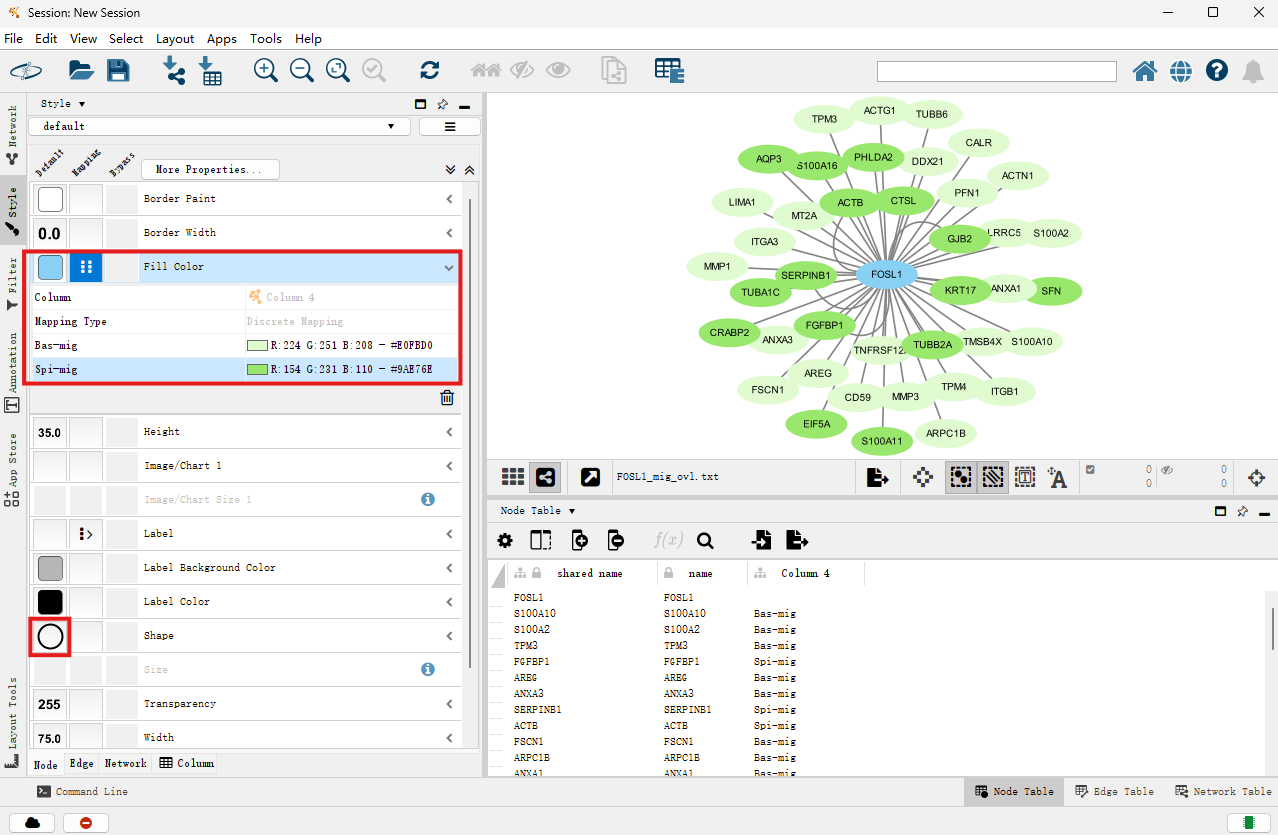 Session: New Session
File Edit View Select Layout Apps Tools Help
Network
Style
Filter
Annotation
App Store
Layout Tools
Style
default
Default Mapping Bypass More Properties...
Border Paint
0.0 Border Width
Fill Color
Column Column 4
Mapping Type Discrete Mapping
Bas-mig R:224 G:251 B:208 - #E0FBD0
Spi-mig R:154 G:231 B:110 - #9AE76E
35.0 Height
Image/Chart 1
Image/Chart Size 1
Label
Label Background Color
Label Color
Shape
Size
255 Transparency
75.0 Width
Node Edge Network Column
ACTG1
TPM3 TUBB6
CALR
AQP3 S100A16 PHLDA2 DDX21
ACTN1
LIMA1 MT2A ACTB CTSL PFN1
ITGA3 GJB2 LRRC5 S100A2
MMP1 SERPINB1 FOSL1
TUBA1C KRT17 ANXA1 SFN
CRABP2 ANXA3 FGFBP1
TNFRSF12 TUBB2A TMSB4X S100A10
FSCN1 AREG CD59 MMP3 TPM4 ITGB1
EIF5A S100A11 ARPC1B
FOSL1_mig_ovl.txt
0 0
0 0
A
T
Node Table
f(x)
shared name name Column 4
FOSL1 FOSL1
S100A10 S100A10 Bas-mig
S100A2 S100A2 Bas-mig
TPM3 TPM3 Bas-mig
FGFBP1 FGFBP1 Spi-mig
AREG AREG Bas-mig
ANXA3 ANXA3 Bas-mig
SERPINB1 SERPINB1 Spi-mig
ACTB ACTB Spi-mig
FSCN1 FSCN1 Bas-mig
ARPC1B ARPC1B Bas-mig
ANXA1 ANXA1 Bas-mig
Command Line
Node Table Edge Table Network Table